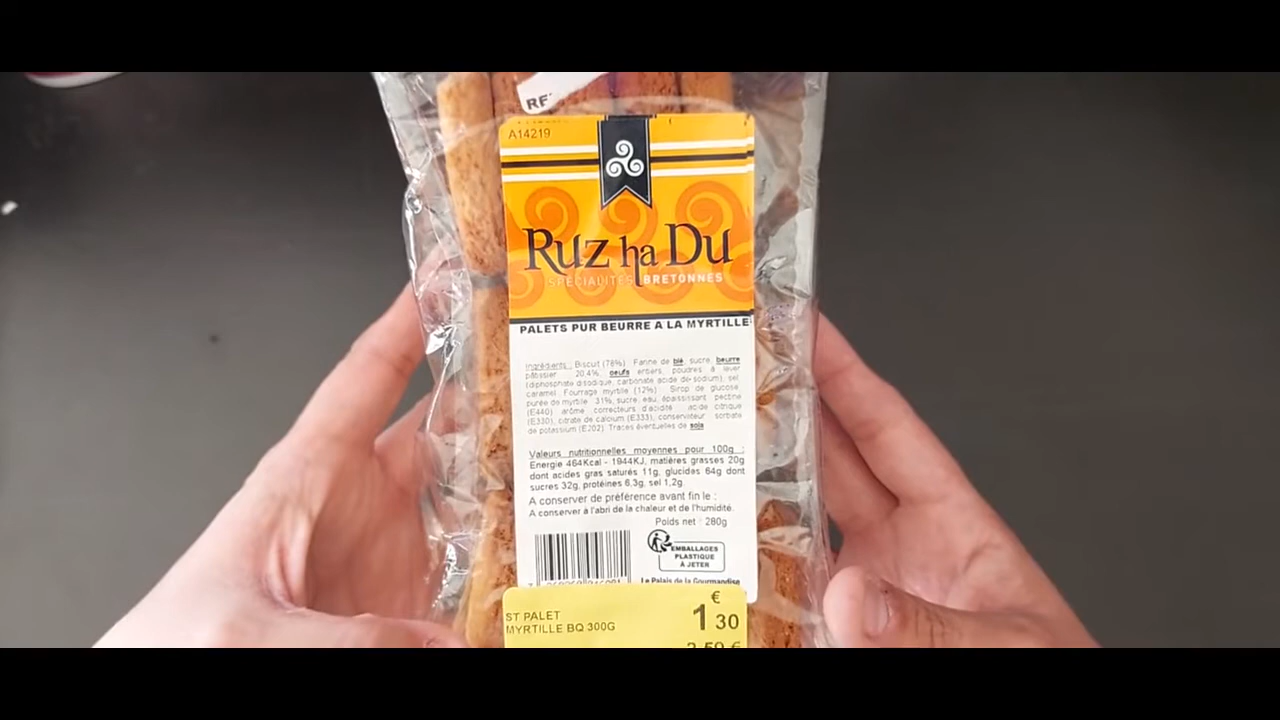 A14219
RUZ ha DU
SPÉCIALITÉS BRETONNES
PALETS PUR BEURRE A LA MYRTILLE
Ingrédients : Biscuit (78%) : Farine de blé, sucre, beurre
pâtissier 20,4%, oeufs entiers, poudres à lever
(diphosphate disodique, carbonate acide de sodium), sel,
caramel. Fourrage myrtille (12%) : Sirop de glucose,
purée de myrtille 31%, sucre, eau, épaississant pectine
(E440), arôme, correcteurs d'acidité acide citrique
(E330), citrate de calcium (E333), conservateur sorbate
de potassium (E202). Traces éventuelles de soja
Valeurs nutritionnelles moyennes pour 100g :
Energie 464Kcal - 1944KJ, matières grasses 20g
dont acides gras saturés 11g, glucides 64g dont
sucres 32g, protéines 6,3g, sel 1,2g.
A conserver de préférence avant fin le :
A conserver à l'abri de la chaleur et de l'humidité.
Poids net : 280g
EMBALLAGES
PLASTIQUE
À JETER
Le Palais de la Gourmandise
ST PALET
MYRTILLE BQ 300G
€
1 30